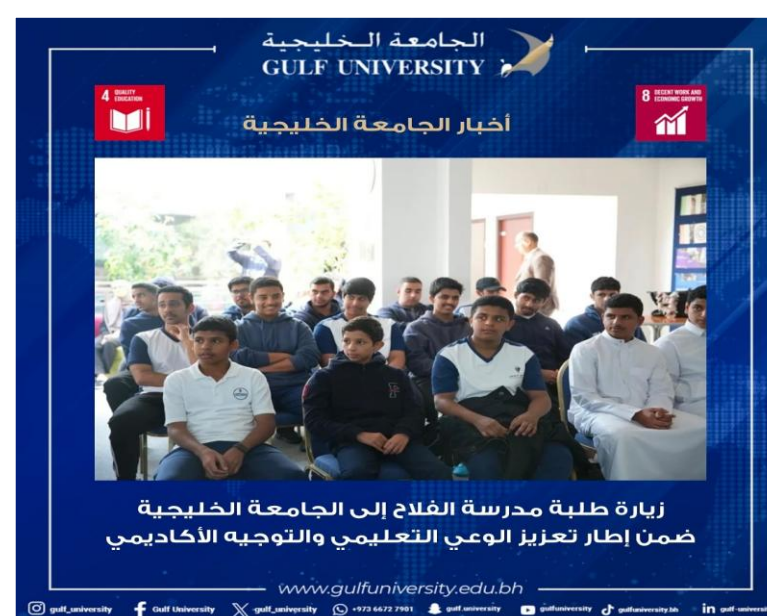 الجامعة الخليجية
GULF UNIVERSITY
4 QUALITY EDUCATION
8 DECENT WORK AND ECONOMIC GROWTH
أخبار الجامعة الخليجية
زيارة طلبة مدرسة الفلاح إلى الجامعة الخليجية
ضمن إطار تعزيز الوعي التعليمي والتوجيه الأكاديمي
www.gulfuniversity.edu.bh
gulf_university Gulf University gulf_university +973 6672 7901 gulf.university gulfuniversity gulfuniversity.bh gulf-university